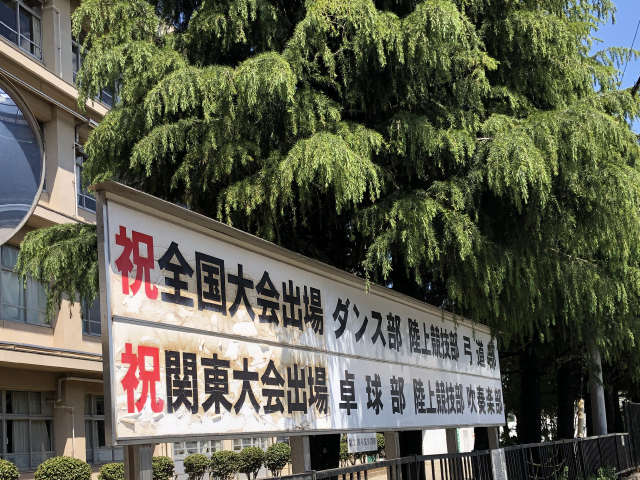 祝全国大会出場 ダンス部 陸上競技部 弓道部
祝関東大会出場 卓球部 陸上競技部 吹奏楽部